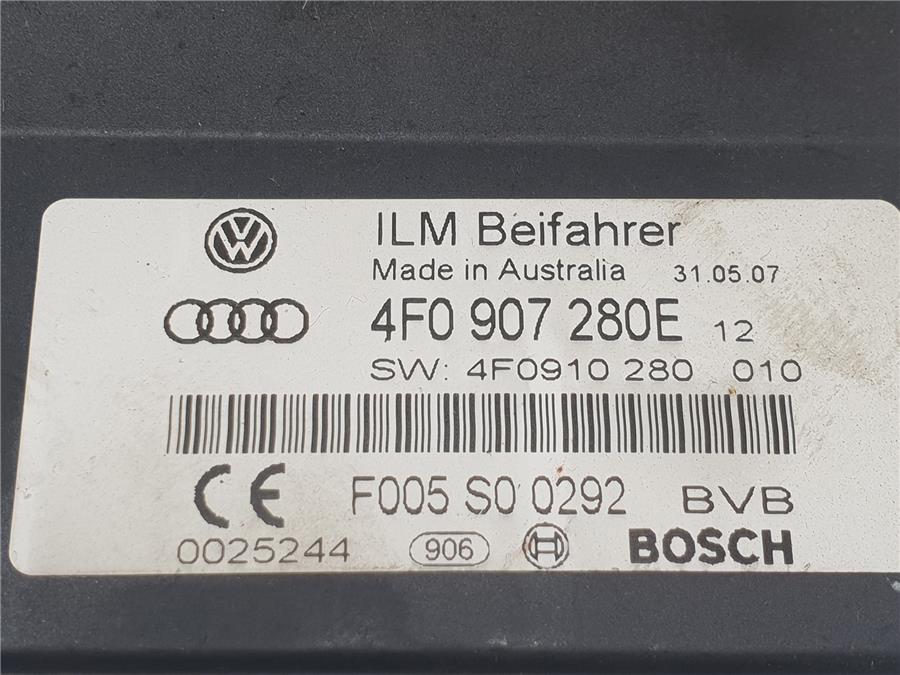 ILM Beifahrer
Made in Australia 31.05.07
4F0 907 280E 12
SW: 4F0910 280 010
CE F005 S0 0292 BVB
0025244 906 BOSCH